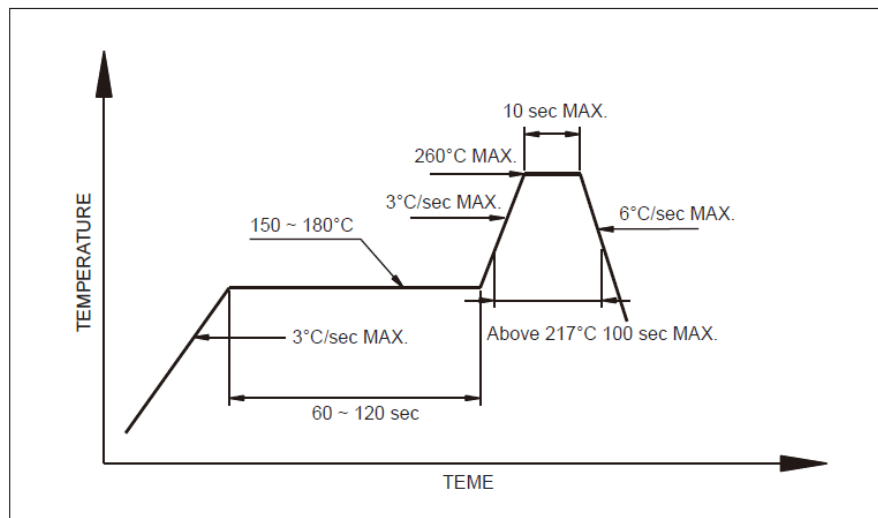 10 sec MAX.
260°C MAX.
3°C/sec MAX.
6°C/sec MAX.
150 ~ 180°C
TEMPERATURE
3°C/sec MAX.
Above 217°C 100 sec MAX.
60 ~ 120 sec
TEME